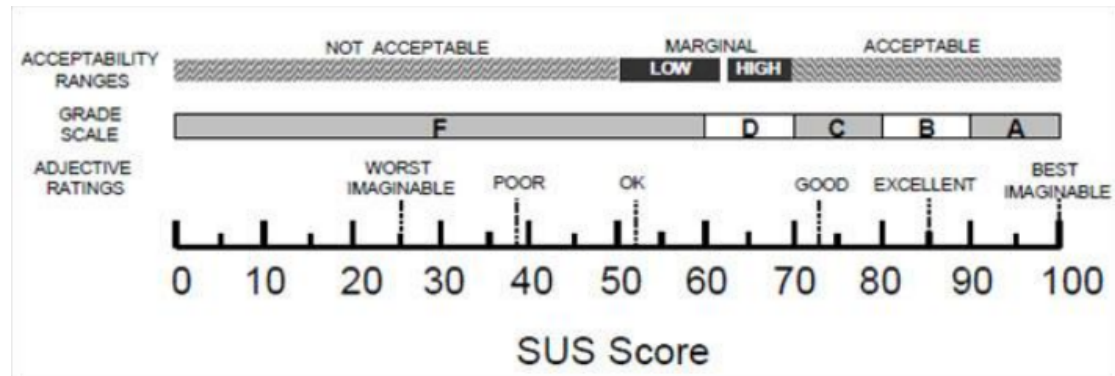 NOT ACCEPTABLE MARGINAL ACCEPTABLE
ACCEPTABILITY RANGES
LOW HIGH
GRADE SCALE
F D C B A
ADJECTIVE RATINGS
WORST IMAGINABLE
POOR
OK
GOOD
EXCELLENT
BEST IMAGINABLE
0 10 20 30 40 50 60 70 80 90 100
SUS Score